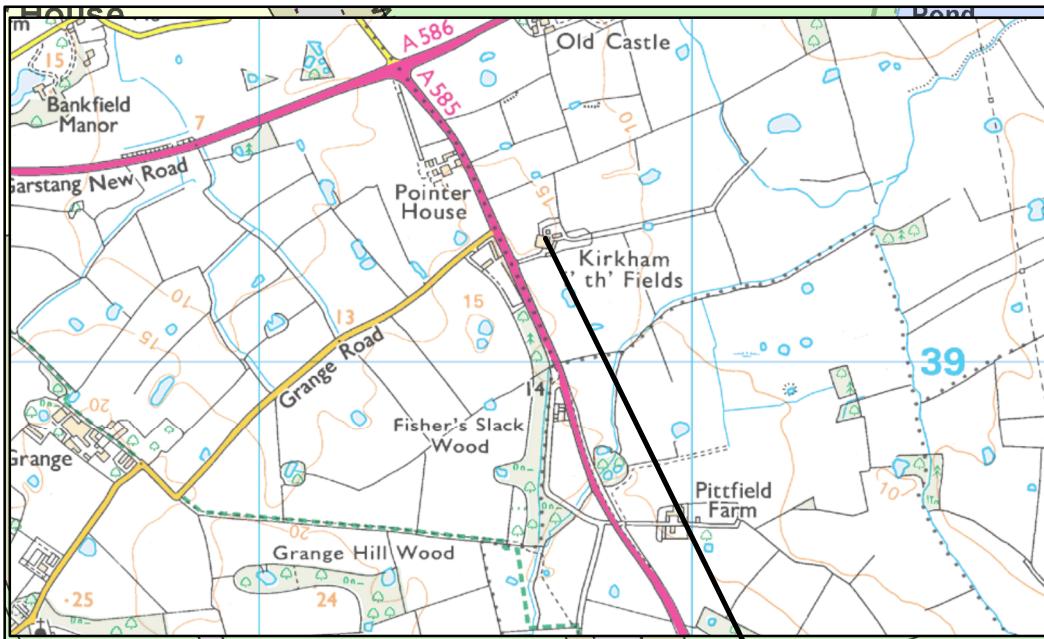 House
Pond
m
A 586
Old Castle
15
A 585
Bankfield
Manor
7
10
Garstang New Road
Pointer
House
15
Kirkham
' th' Fields
10
15
13
15
Grange Road
39
14
20
Fisher's Slack
Wood
Grange
Pittfield
Farm
10
20
Grange Hill Wood
·25
24